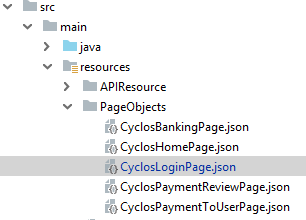 src
main
java
resources
APIResource
PageObjects
CyclosBankingPage.json
CyclosHomePage.json
CyclosLoginPage.json
CyclosPaymentReviewPage.json
CyclosPaymentToUserPage.json